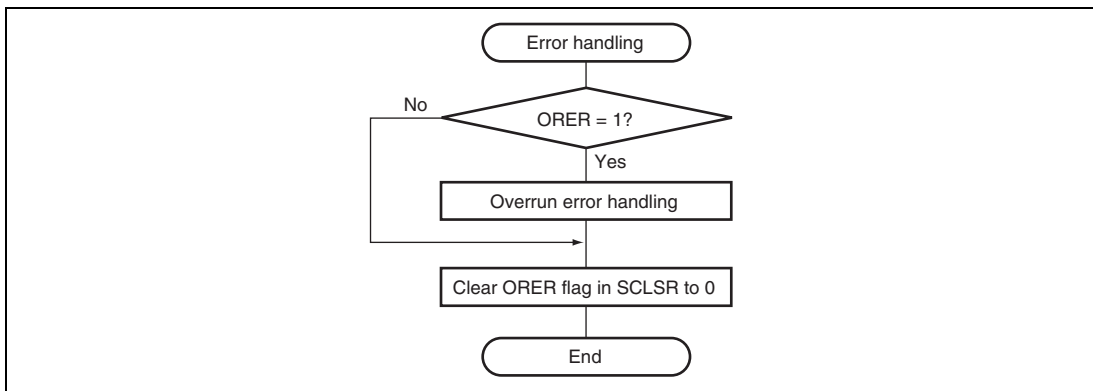 Error handling
No
ORER = 1?
Yes
Overrun error handling
Clear ORER flag in SCLSR to 0
End